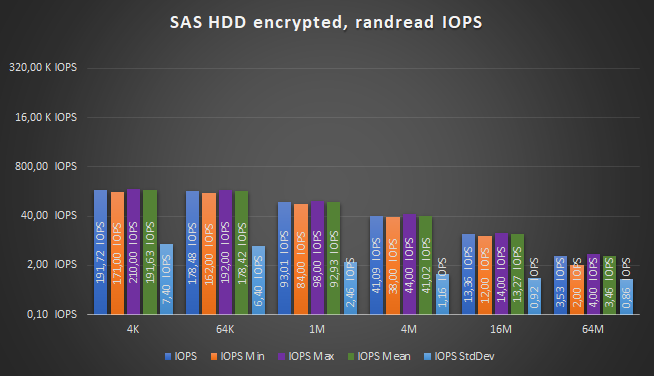 SAS HDD encrypted, randread IOPS
320,00 K IOPS
16,00 K IOPS
800,00 IOPS
40,00 IOPS
2,00 IOPS
0,10 IOPS
191,72 IOPS
171,00 IOPS
210,00 IOPS
191,63 IOPS
7,40 IOPS
178,48 IOPS
162,00 IOPS
192,00 IOPS
178,42 IOPS
6,40 IOPS
93,01 IOPS
84,00 IOPS
98,00 IOPS
92,93 IOPS
2,46 IOPS
41,09 IOPS
38,00 IOPS
44,00 IOPS
41,02 IOPS
1,16 IOPS
13,36 IOPS
12,00 IOPS
14,00 IOPS
13,27 IOPS
0,92 IOPS
3,53 IOPS
2,00 IOPS
4,00 IOPS
3,46 IOPS
0,86 IOPS
4K 64K 1M 4M 16M 64M
IOPS IOPS Min IOPS Max IOPS Mean IOPS StdDev